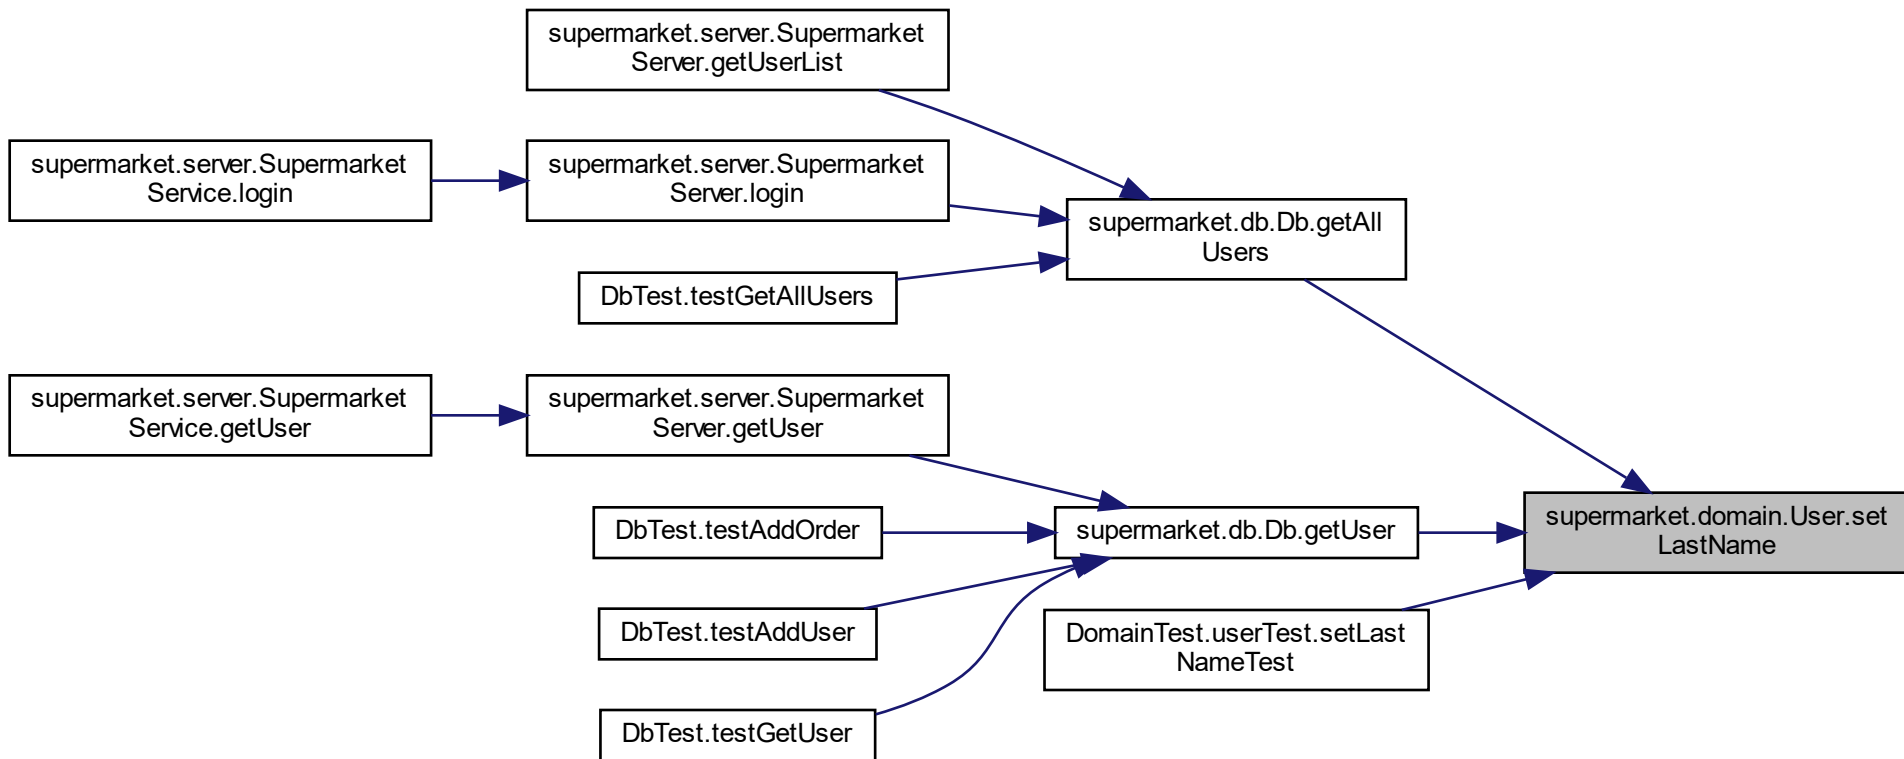 supermarket.server.Supermarket
Server.getUserList
supermarket.server.Supermarket
Service.login
supermarket.server.Supermarket
Server.login
supermarket.db.Db.getAll
Users
DbTest.testGetAllUsers
supermarket.server.Supermarket
Service.getUser
supermarket.server.Supermarket
Server.getUser
DbTest.testAddOrder
supermarket.db.Db.getUser
supermarket.domain.User.set
LastName
DbTest.testAddUser
DomainTest.userTest.setLast
NameTest
DbTest.testGetUser